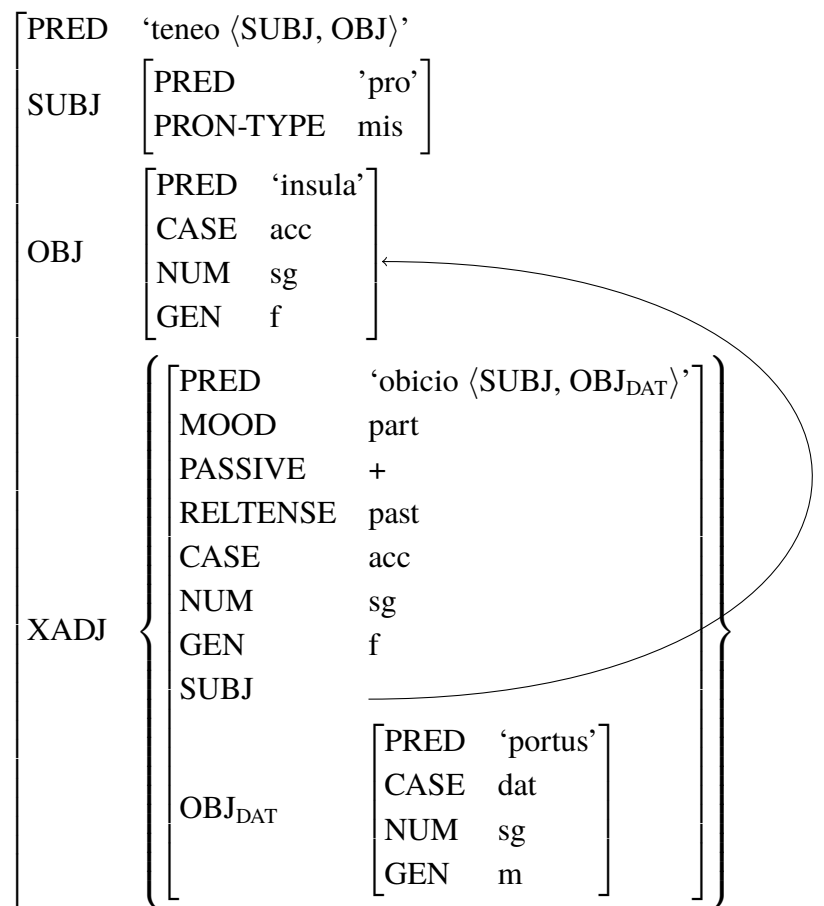 PRED ‘teneo ⟨SUBJ, OBJ⟩’
SUBJ
PRED ’pro’
PRON-TYPE mis
OBJ
PRED ‘insula’
CASE acc
NUM sg
GEN f
XADJ
PRED ‘obicio ⟨SUBJ, OBJ_DAT⟩’
MOOD part
PASSIVE +
RELTENSE past
CASE acc
NUM sg
GEN f
SUBJ
OBJ_DAT
PRED ‘portus’
CASE dat
NUM sg
GEN m